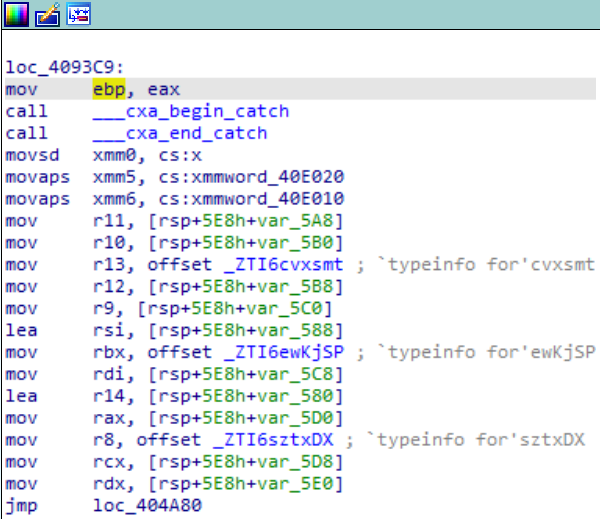 loc_4093C9:
mov ebp, eax
call ___cxa_begin_catch
call ___cxa_end_catch
movsd xmm0, cs:x
movaps xmm5, cs:xmmword_40E020
movaps xmm6, cs:xmmword_40E010
mov r11, [rsp+5E8h+var_5A8]
mov r10, [rsp+5E8h+var_5B0]
mov r13, offset _ZTI6cvxsmt ; `typeinfo for'cvxsmt
mov r12, [rsp+5E8h+var_5B8]
mov r9, [rsp+5E8h+var_5C0]
lea rsi, [rsp+5E8h+var_588]
mov rbx, offset _ZTI6ewKjSP ; `typeinfo for'ewKjSP
mov rdi, [rsp+5E8h+var_5C8]
lea r14, [rsp+5E8h+var_580]
mov rax, [rsp+5E8h+var_5D0]
mov r8, offset _ZTI6sztxDX ; `typeinfo for'sztxDX
mov rcx, [rsp+5E8h+var_5D8]
mov rdx, [rsp+5E8h+var_5E0]
jmp loc_404A80